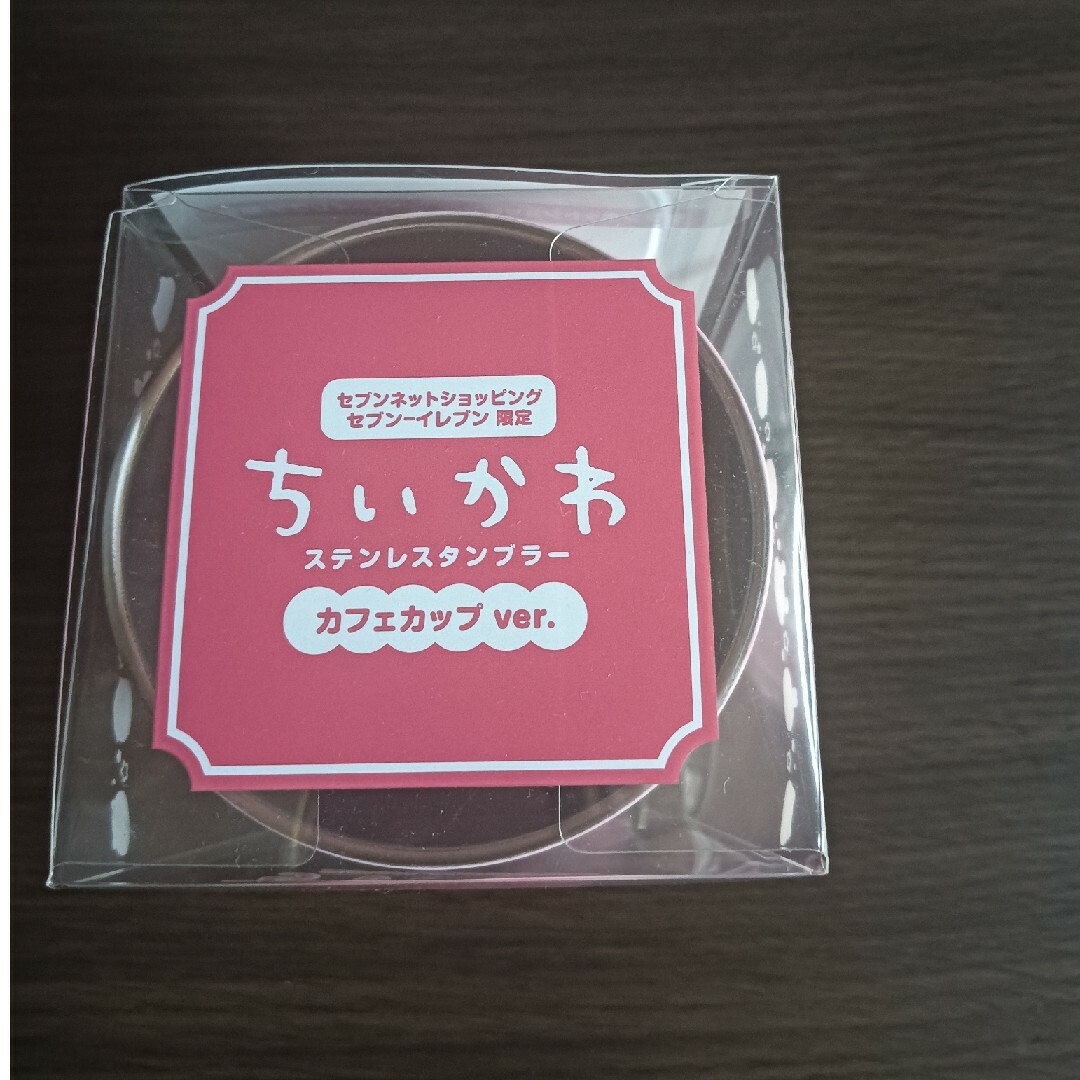 セブンネットショッピング
セブン-イレブン 限定
ちいかわ
ステンレスタンブラー
カフェカップ ver.